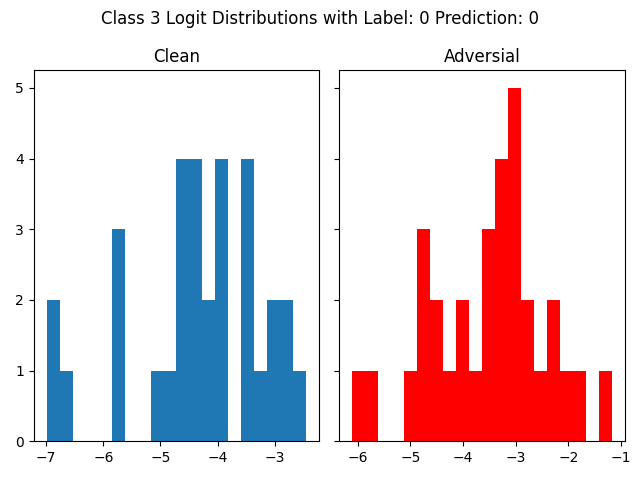 Class 3 Logit Distributions with Label: 0 Prediction: 0
Clean
Adversial
5
4
3
2
1
0
−7 −6 −5 −4 −3
−6 −5 −4 −3 −2 −1